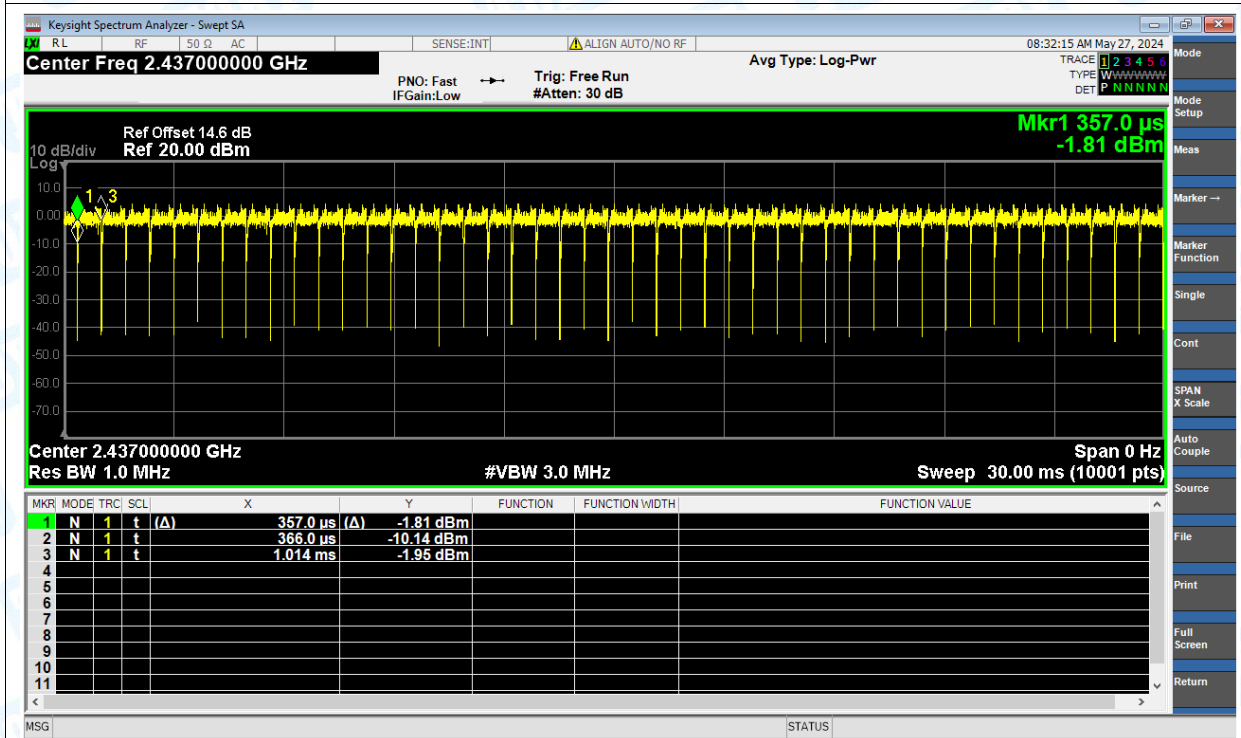 Keysight Spectrum Analyzer - Swept SA
LXI RL RF 50 Ω AC SENSE:INT ALIGN AUTO/NO RF 08:32:15 AM May 27, 2024
Center Freq 2.437000000 GHz
PNO: Fast
IFGain:Low
Trig: Free Run
#Atten: 30 dB
Avg Type: Log-Pwr
TRACE 1 2 3 4 5 6
TYPE WWWWWW
DET P N N N N N
Mkr1 357.0 µs
-1.81 dBm
Ref Offset 14.6 dB
10 dB/div Ref 20.00 dBm
Log
10.0
0.00
-10.0
-20.0
-30.0
-40.0
-50.0
-60.0
-70.0
1 3
Center 2.437000000 GHz Span 0 Hz
Res BW 1.0 MHz #VBW 3.0 MHz Sweep 30.00 ms (10001 pts)
MKR MODE TRC SCL X Y FUNCTION FUNCTION WIDTH FUNCTION VALUE
1 N 1 t (Δ) 357.0 µs (Δ) -1.81 dBm
2 N 1 t 366.0 µs -10.14 dBm
3 N 1 t 1.014 ms -1.95 dBm
4
5
6
7
8
9
10
11
MSG STATUS
Mode
Mode
Setup
Meas
Marker →
Marker
Function
Single
Cont
SPAN
X Scale
Auto
Couple
Source
File
Print
Full
Screen
Return